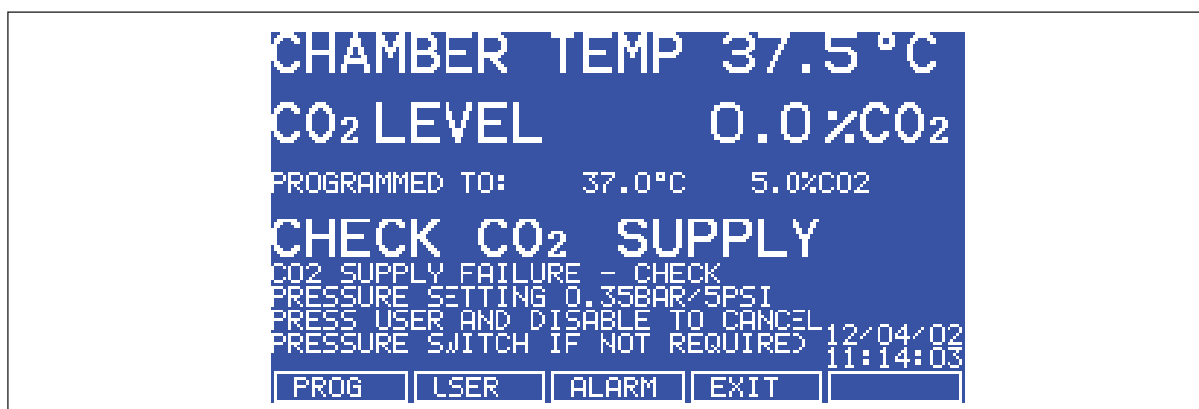 CHAMBER TEMP 37.5°C
CO2 LEVEL 0.0%CO2
PROGRAMMED TO: 37.0°C 5.0%CO2
CHECK CO2 SUPPLY
CO2 SUPPLY FAILURE - CHECK
PRESSURE SETTING 0.35BAR/5PSI
PRESS USER AND DISABLE TO CANCEL
PRESSURE SWITCH IF NOT REQUIRED
12/04/02
11:14:03
PROG USER ALARM EXIT